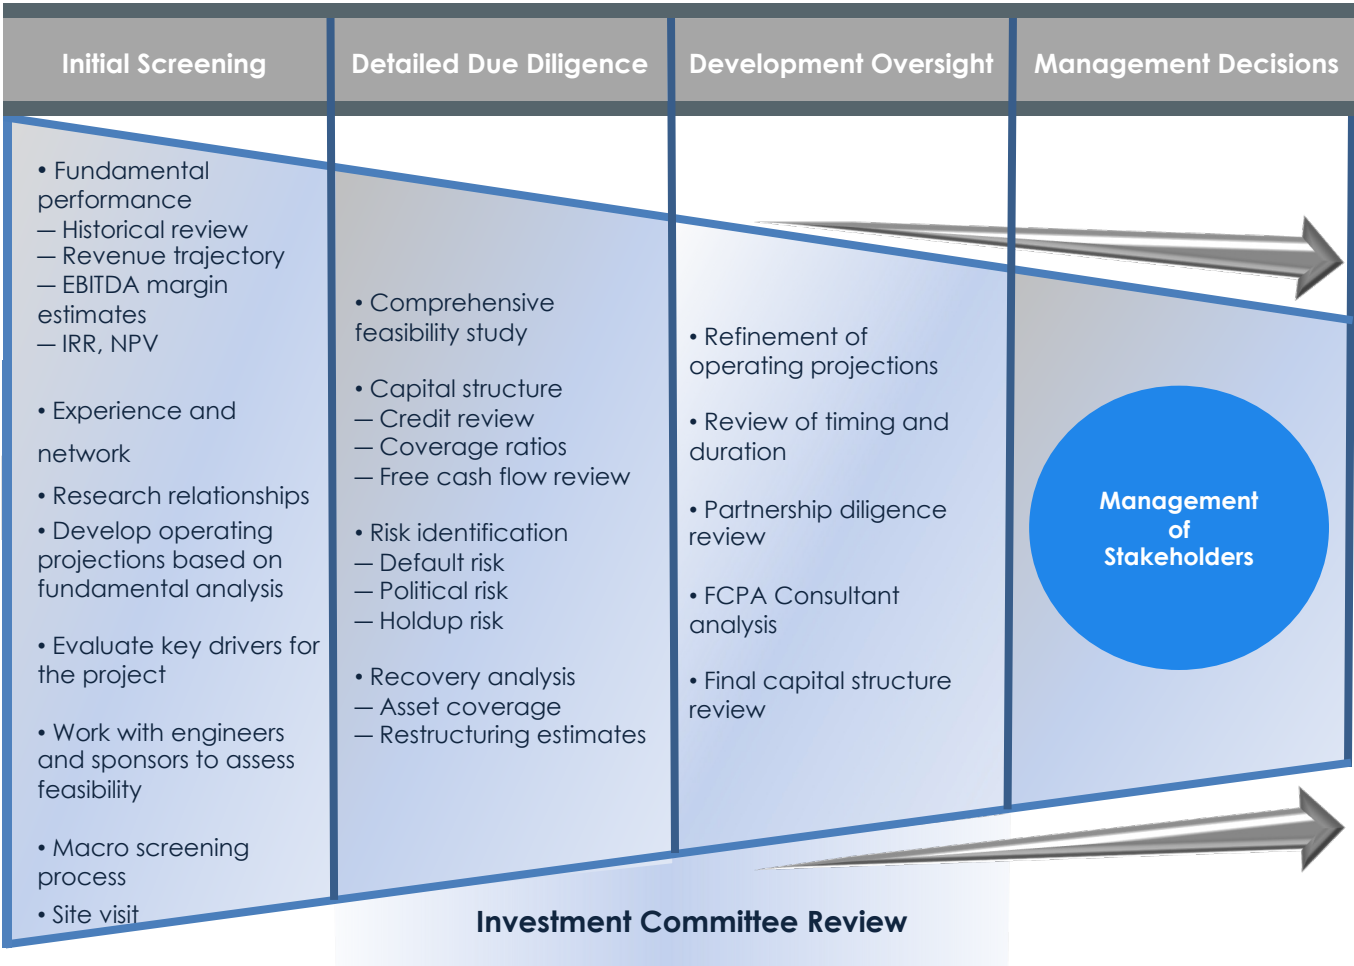 Initial Screening
Detailed Due Diligence
Development Oversight
Management Decisions
• Fundamental
performance
— Historical review
— Revenue trajectory
— EBITDA margin
estimates
— IRR, NPV
• Experience and
network
• Research relationships
• Develop operating
projections based on
fundamental analysis
• Evaluate key drivers for
the project
• Work with engineers
and sponsors to assess
feasibility
• Macro screening
process
• Site visit
• Comprehensive
feasibility study
• Capital structure
— Credit review
— Coverage ratios
— Free cash flow review
• Risk identification
— Default risk
— Political risk
— Holdup risk
• Recovery analysis
— Asset coverage
— Restructuring estimates
• Refinement of
operating projections
• Review of timing and
duration
• Partnership diligence
review
• FCPA Consultant
analysis
• Final capital structure
review
Management
of
Stakeholders
Investment Committee Review